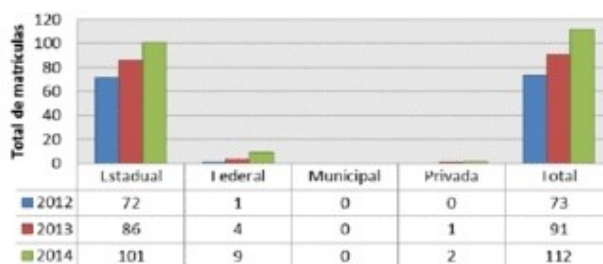 Total de matrículas
120
100
80
60
40
20
0
Estadual Federal Municipal Privada Total
2012 72 1 0 0 73
2013 86 4 0 1 91
2014 101 9 0 2 112